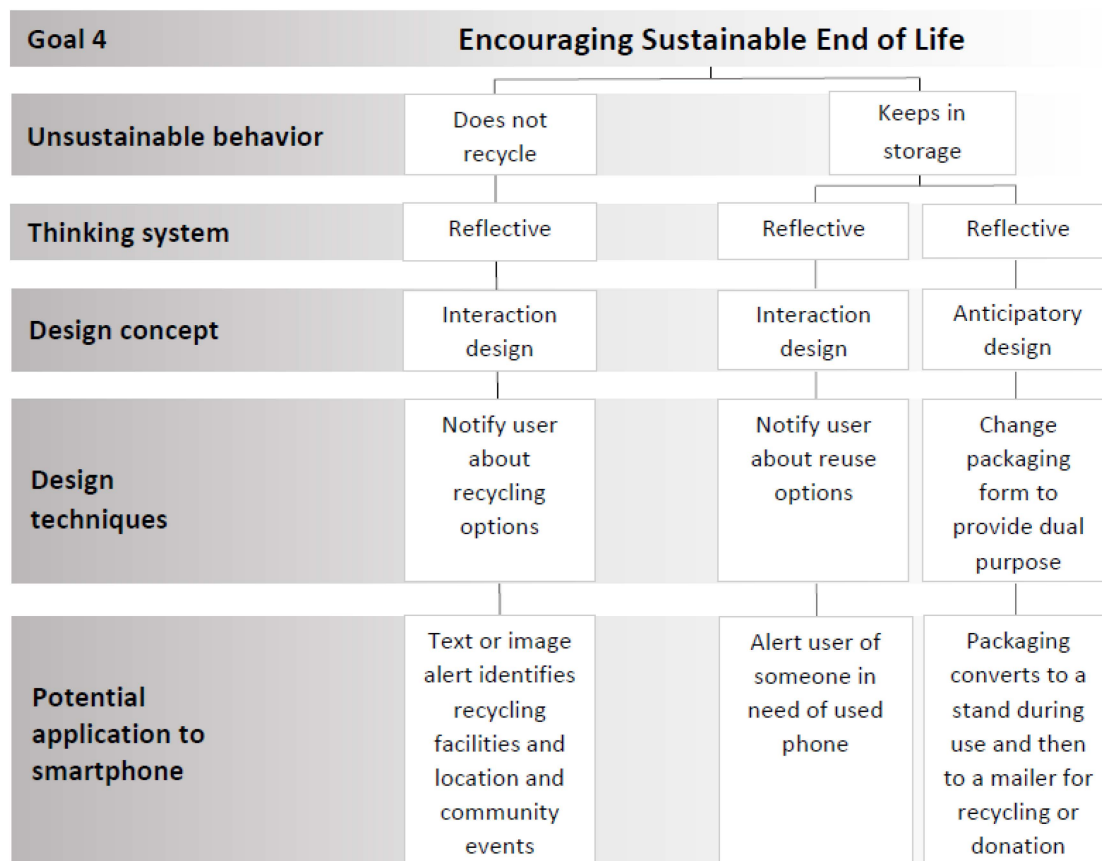 Goal 4
Encouraging Sustainable End of Life
Unsustainable behavior
Does not
recycle
Keeps in
storage
Thinking system
Reflective
Reflective
Reflective
Design concept
Interaction
design
Interaction
design
Anticipatory
design
Design
techniques
Notify user
about
recycling
options
Notify user
about reuse
options
Change
packaging
form to
provide dual
purpose
Potential
application to
smartphone
Text or image
alert identifies
recycling
facilities and
location and
community
events
Alert user of
someone in
need of used
phone
Packaging
converts to a
stand during
use and then
to a mailer for
recycling or
donation